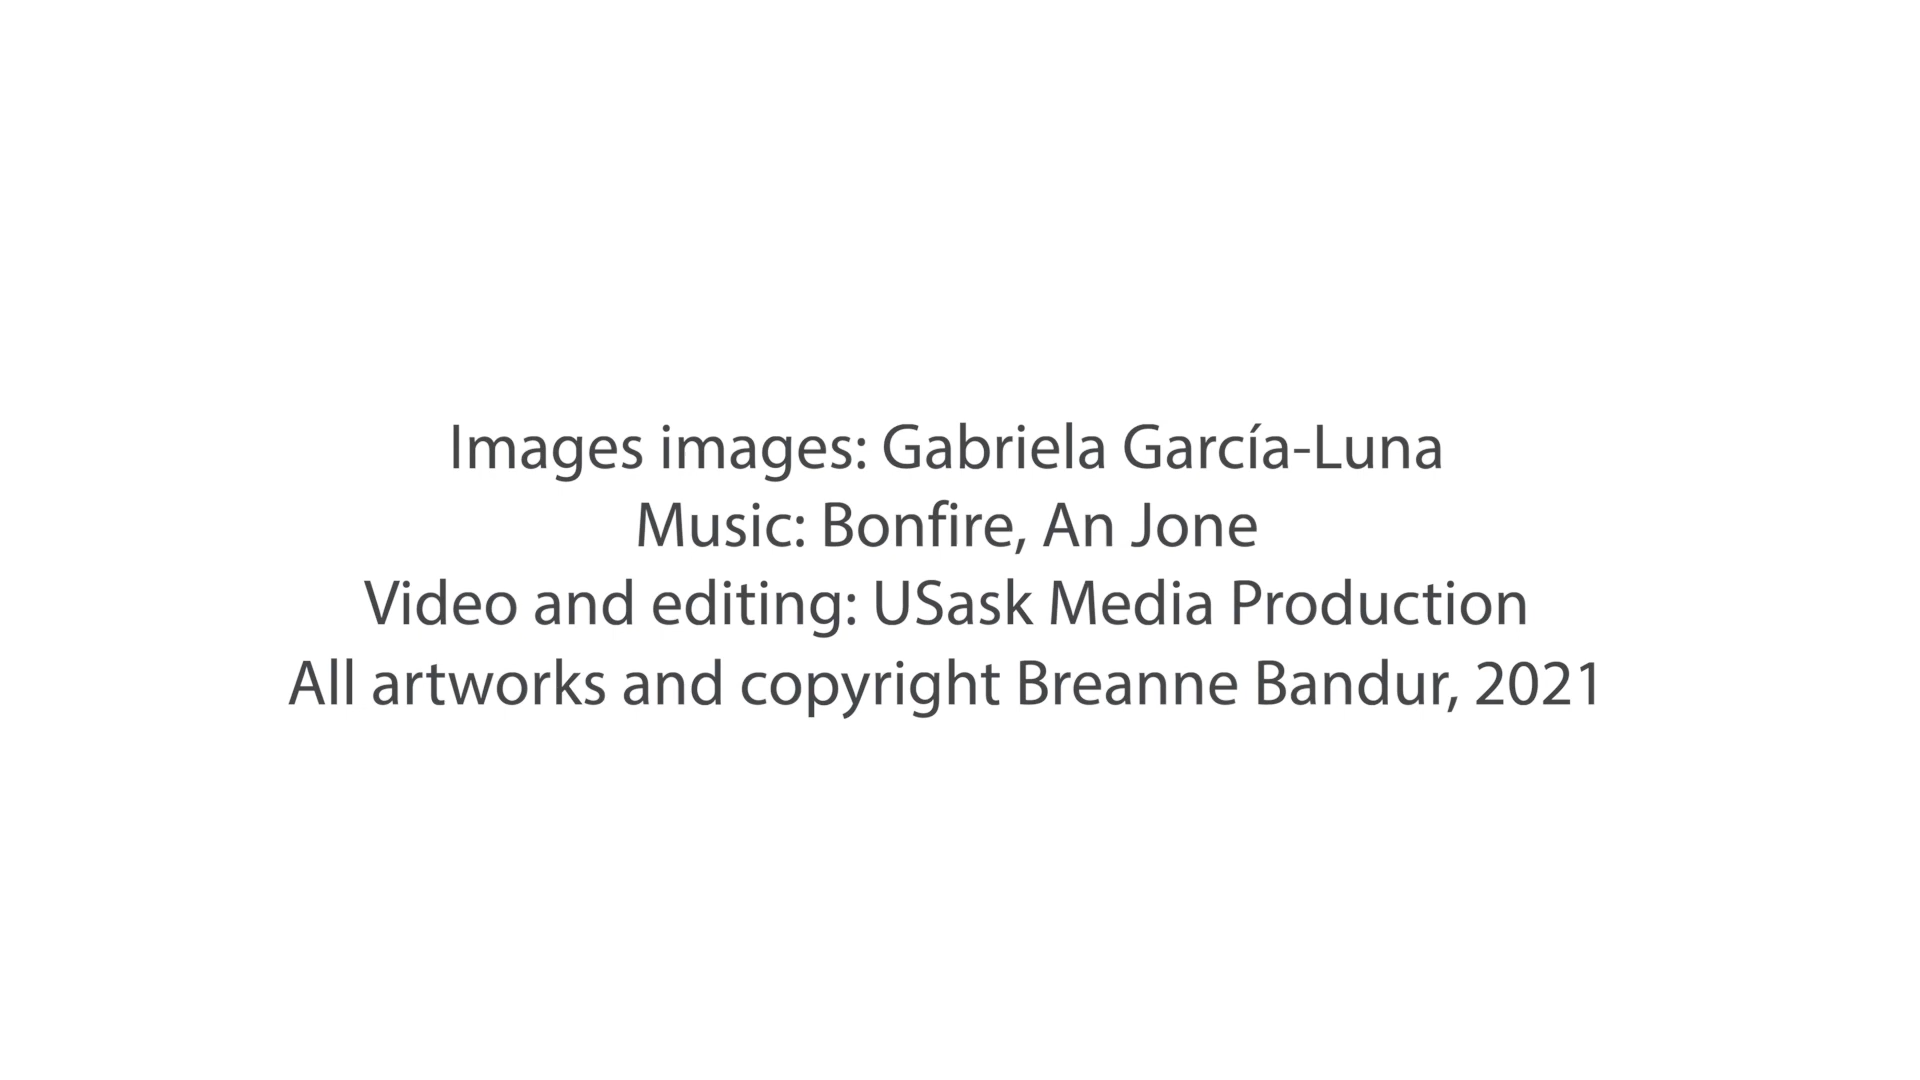 Images images: Gabriela García-Luna
Music: Bonfire, An Jone
Video and editing: USask Media Production
All artworks and copyright Breanne Bandur, 2021